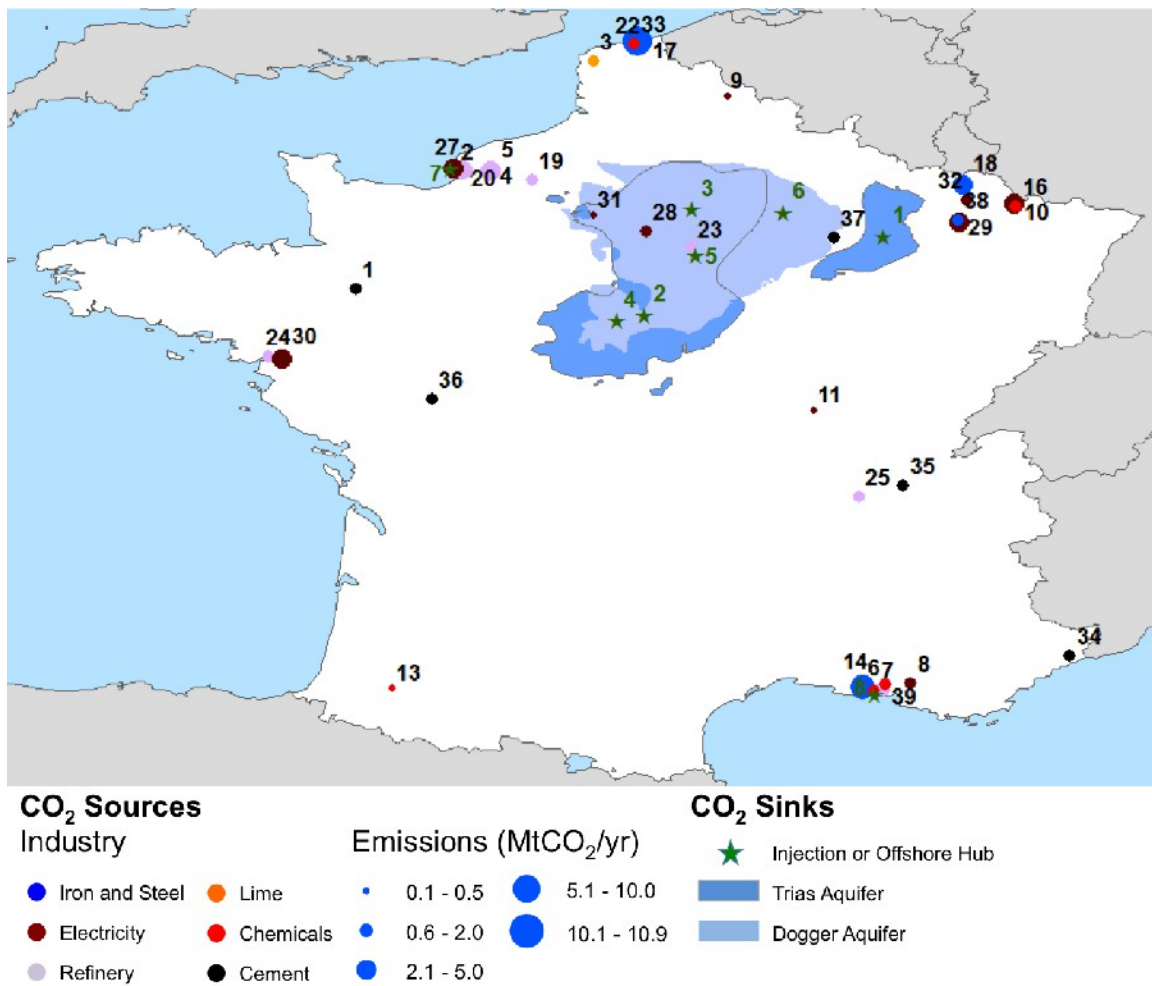 2233
3
17
9
27
2
5
7
20
4
19
18
32
16
38
10
29
3
6
31
28
37
1
23
5
1
4
2
2430
36
11
25
35
34
13
14
67
8
8
39
CO2 Sources
CO2 Sinks
Industry
Emissions (MtCO2/yr)
Injection or Offshore Hub
Iron and Steel
Lime
0.1 - 0.5
5.1 - 10.0
Trias Aquifer
Electricity
Chemicals
0.6 - 2.0
10.1 - 10.9
Dogger Aquifer
Refinery
Cement
2.1 - 5.0